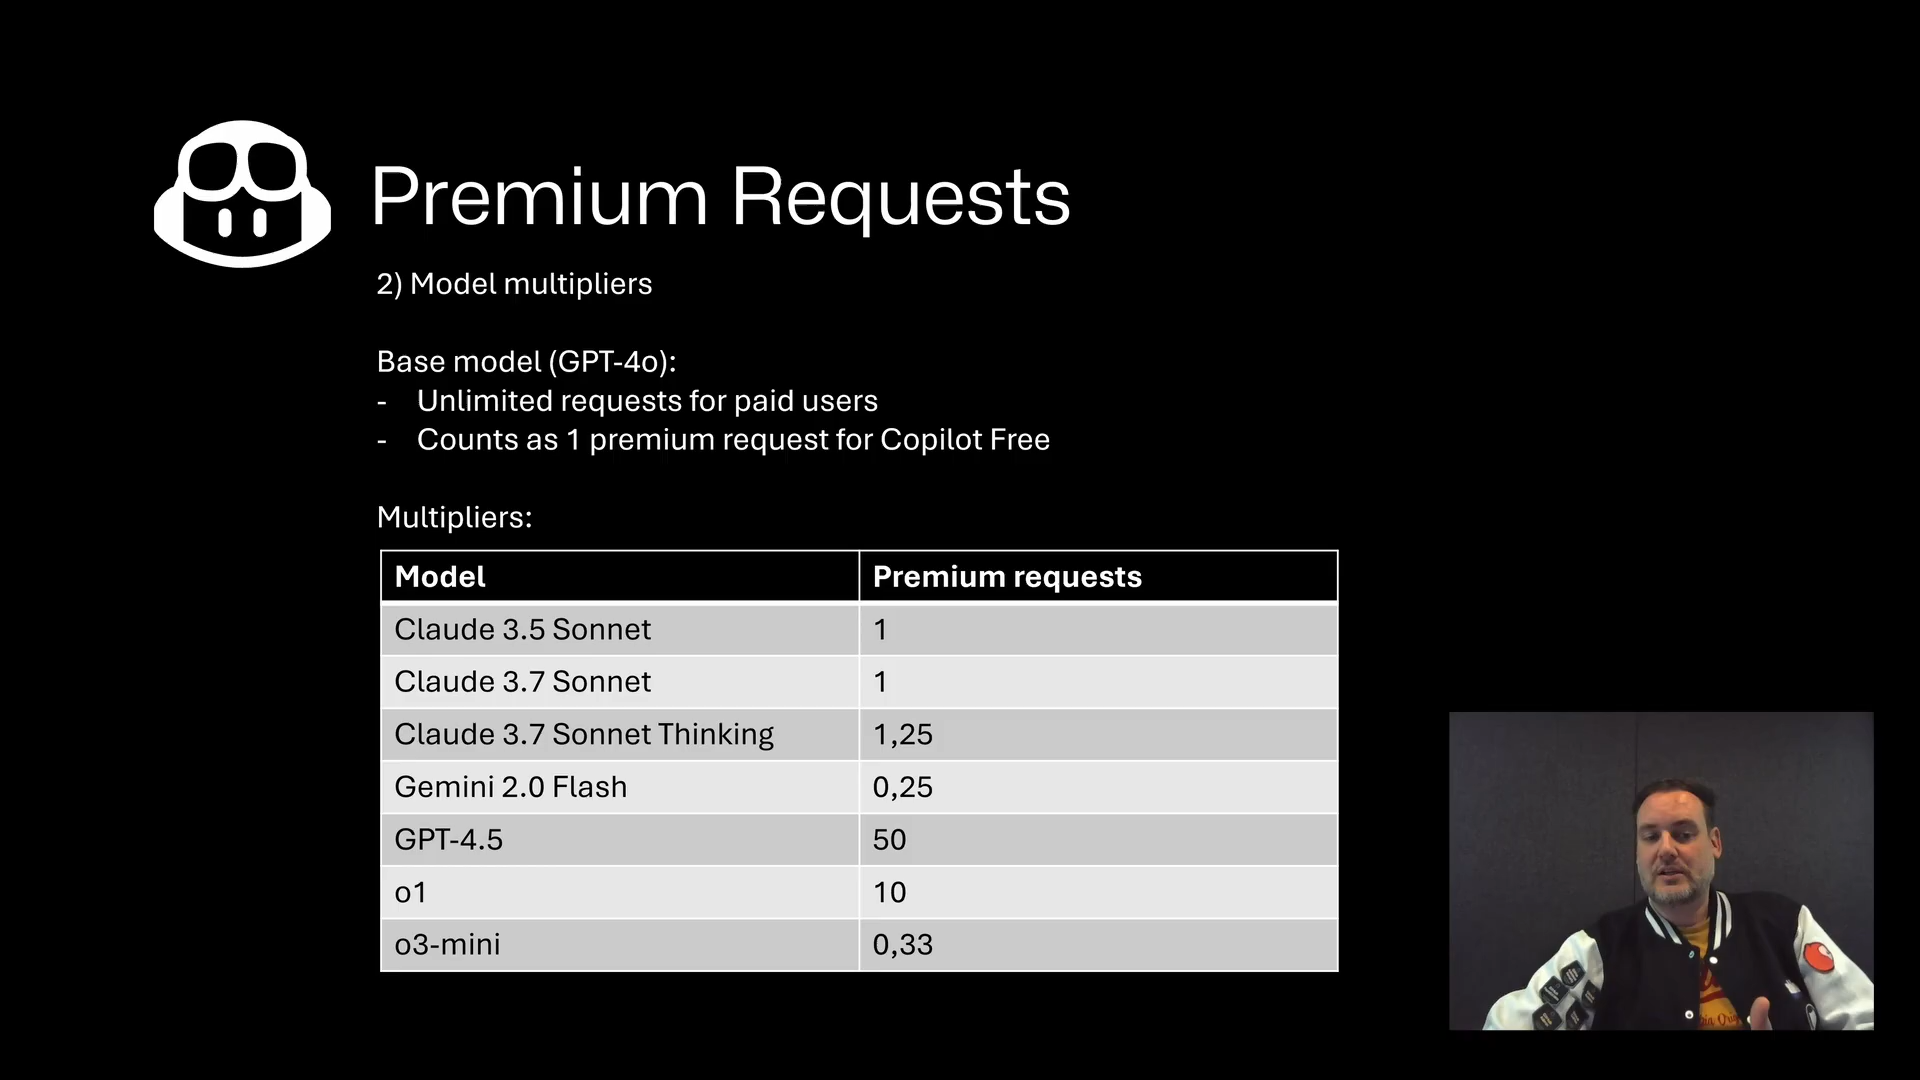 Premium Requests
2) Model multipliers
Base model (GPT-4o):
- Unlimited requests for paid users
- Counts as 1 premium request for Copilot Free
Multipliers:
Model Premium requests
Claude 3.5 Sonnet 1
Claude 3.7 Sonnet 1
Claude 3.7 Sonnet Thinking 1,25
Gemini 2.0 Flash 0,25
GPT-4.5 50
o1 10
o3-mini 0,33